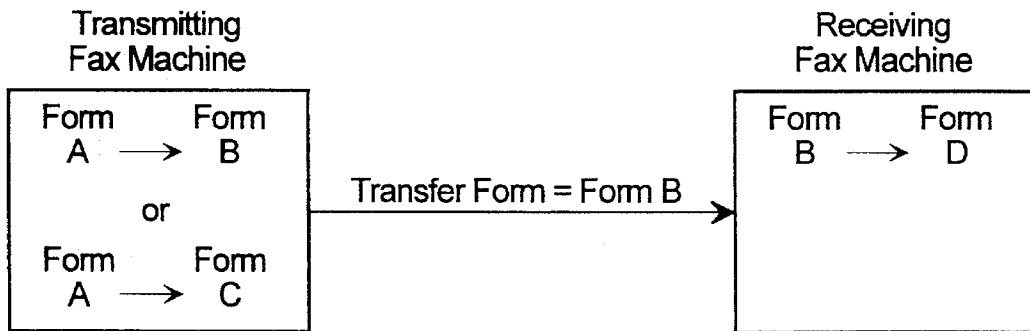 Transmitting
Fax Machine
Form Form
A B
or
Form Form
A C
Transfer Form = Form B
Receiving
Fax Machine
Form Form
B D